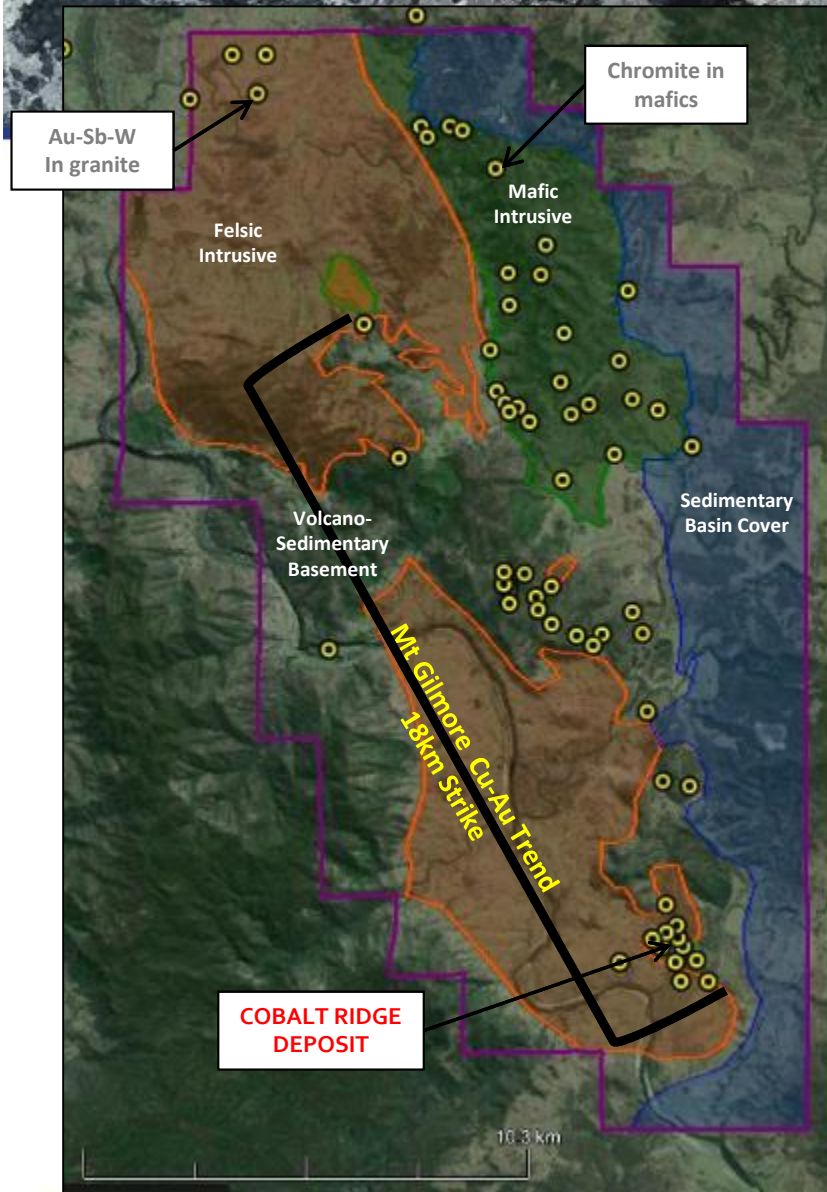 Chromite in
mafics
Au-Sb-W
In granite
Mafic
Intrusive
Felsic
Intrusive
Sedimentary
Basin Cover
Volcano-
Sedimentary
Basement
Mt Gilmore Cu-Au Trend
18km Strike
COBALT RIDGE
DEPOSIT
10.3 km